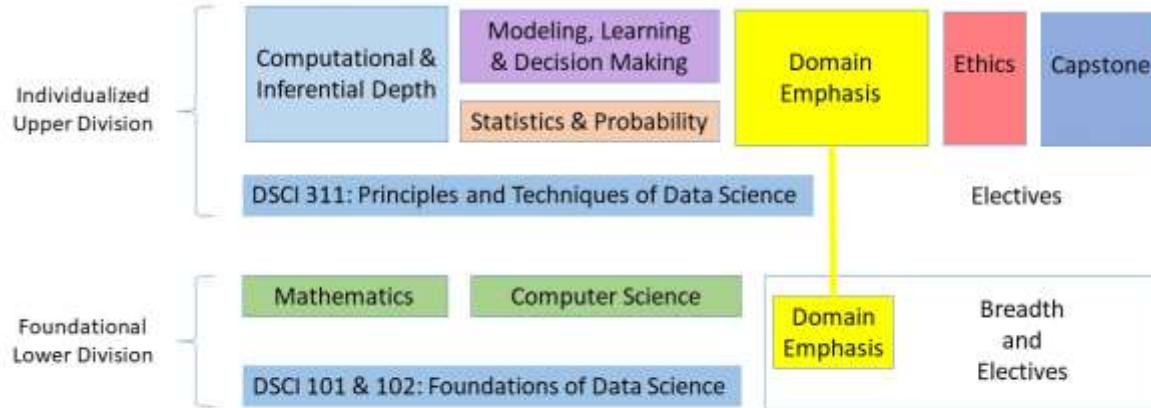 Individualized
Upper Division
Computational &
Inferential Depth
Modeling, Learning
& Decision Making
Statistics & Probability
Domain
Emphasis
Ethics
Capstone
DSCI 311: Principles and Techniques of Data Science
Electives
Foundational
Lower Division
Mathematics
Computer Science
Domain
Emphasis
Breadth
and
Electives
DSCI 101 & 102: Foundations of Data Science